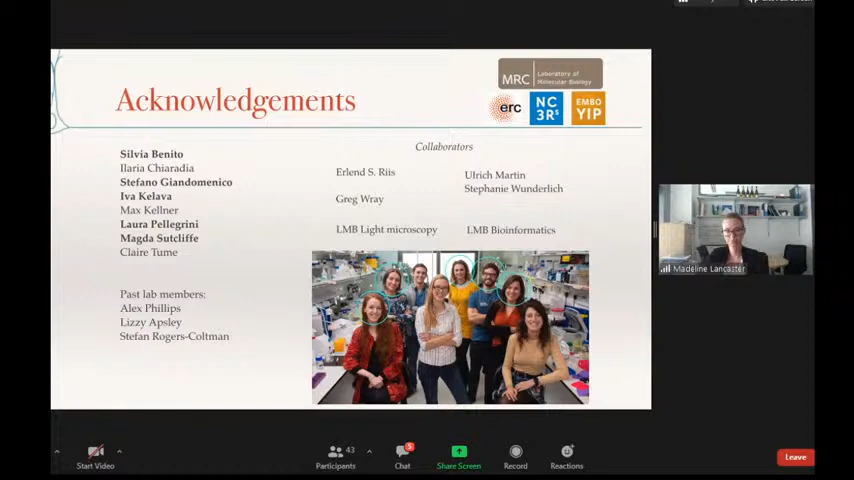 Acknowledgements
MRC
Laboratory of
Molecular Biology
erc
NC
3Rs
EMBO
YIP
Silvia Benito
Ilaria Chiaradia
Stefano Giandomenico
Iva Kelava
Max Kellner
Laura Pellegrini
Magda Sutcliffe
Claire Tume
Past lab members:
Alex Phillips
Lizzy Apsley
Stefan Rogers-Coltman
Collaborators
Erlend S. Riis
Greg Wray
LMB Light microscopy
Ulrich Martin
Stephanie Wunderlich
LMB Bioinformatics
Madeline Lancaster
Start Video
43
Participants
5
Chat
Share Screen
Record
Reactions
Leave